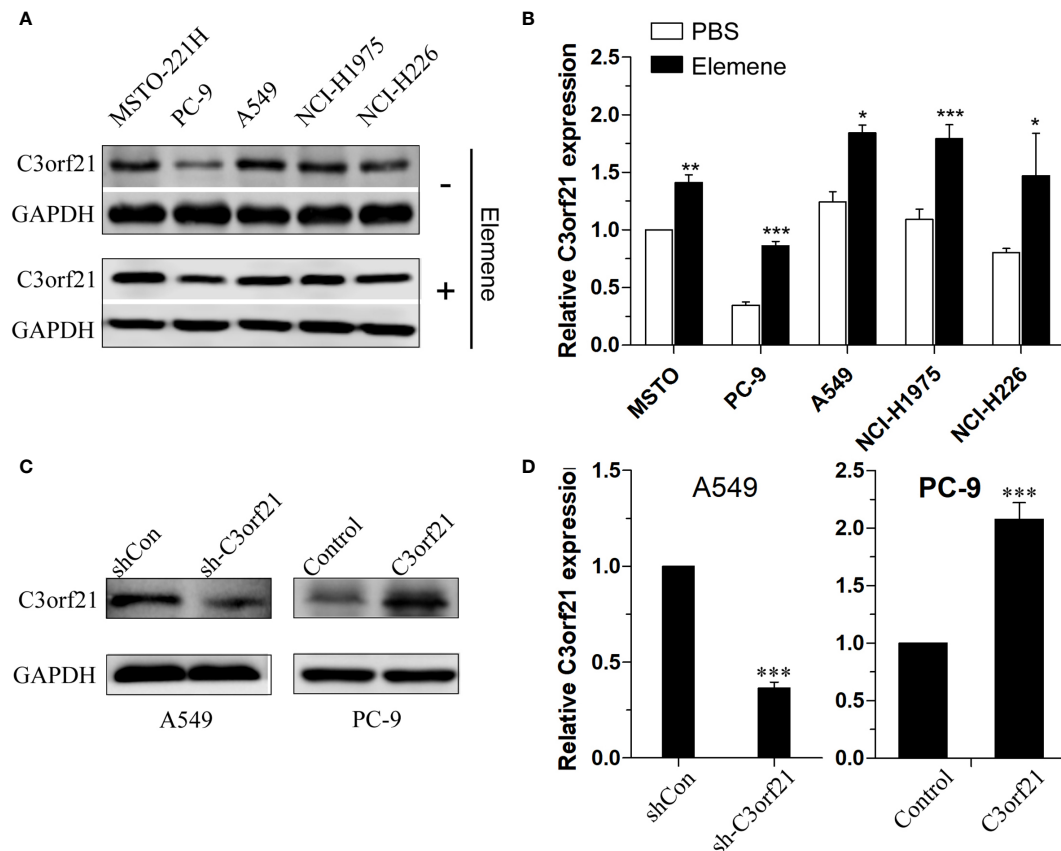 A
MSTO-221H
PC-9
A549
NCI-H1975
NCI-H226
C3orf21
GAPDH
-
C3orf21
GAPDH
+
Elemene
B
PBS
Elemene
Relative C3orf21 expression
2.5
2.0
1.5
1.0
0.5
0.0
**
***
*
***
*
MSTO
PC-9
A549
NCI-H1975
NCI-H226
C
shCon
sh-C3orf21
Control
C3orf21
C3orf21
GAPDH
A549
PC-9
D
Relative C3orf21 expression
1.5
1.0
0.5
0.0
A549
***
shCon
sh-C3orf21
2.5
2.0
1.5
1.0
0.5
0.0
PC-9
***
Control
C3orf21